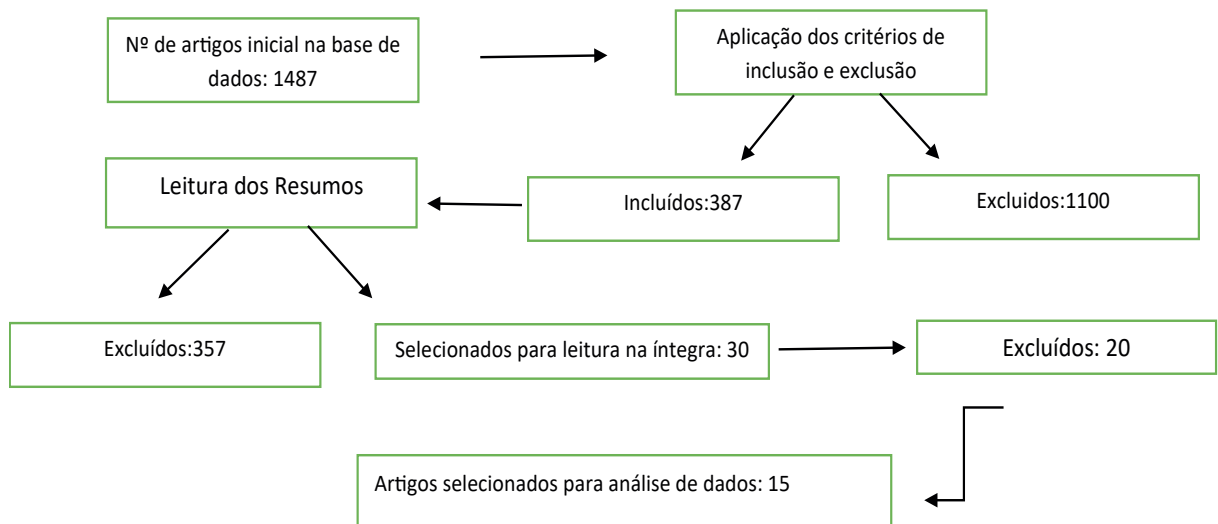 Nº de artigos inicial na base de
dados: 1487
Aplicação dos critérios de
inclusão e exclusão
Leitura dos Resumos
Incluídos:387
Excluidos:1100
Excluídos:357
Selecionados para leitura na íntegra: 30
Excluídos: 20
Artigos selecionados para análise de dados: 15